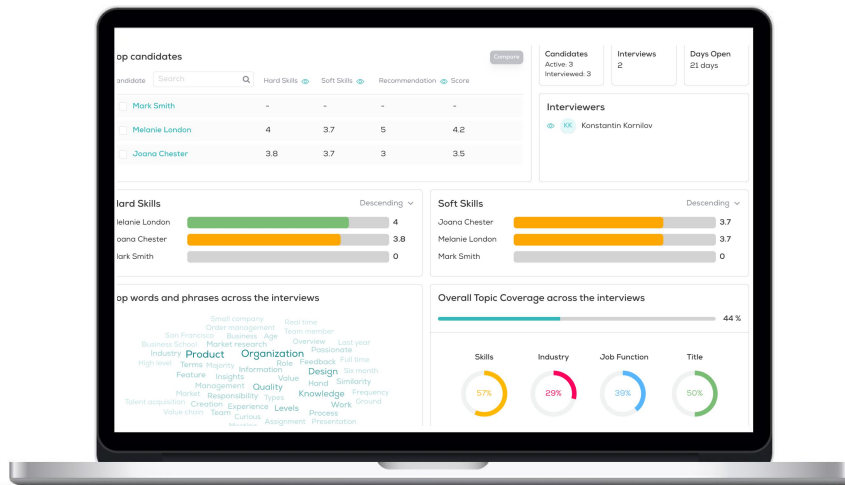 op candidates
Compare
andidate Search Hard Skills Soft Skills Recommendation Score
Mark Smith - - - -
Melanie London 4 3.7 5 4.2
Joana Chester 3.8 3.7 3 3.5
Candidates
Active: 3
Interviewed: 3
Interviews
2
Days Open
21 days
Interviewers
KK Konstantin Kornilov
Hard Skills Descending
Melanie London 4
oana Chester 3.8
Mark Smith 0
Soft Skills Descending
Joana Chester 3.7
Melanie London 3.7
Mark Smith 0
op words and phrases across the interviews
Small company Real time
Order management Team member
San Francisco Business Age Overview Last year
Business School Market research Passionate
Industry Product Organization Feedback Full time
High level Terms Majority Information Role Design Six month
Feature Insights Value Hand Similarity
Management Quality Knowledge Frequency
Market Responsibility Types Work Ground
Talent acquisition Creation Experience Levels Process
Value chain Team Curious Assignment Presentation
Overall Topic Coverage across the interviews
44 %
Skills Industry Job Function Title
57% 29% 39% 50%